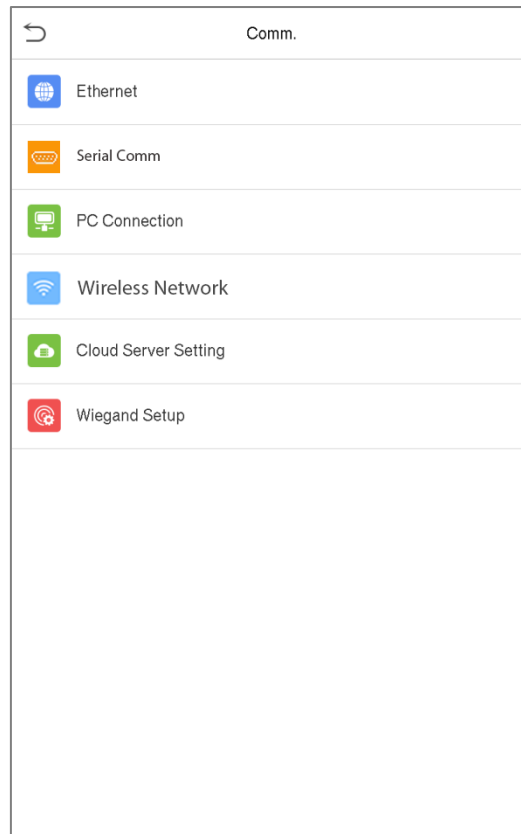 Comm.
Ethernet
Serial Comm
PC Connection
Wireless Network
Cloud Server Setting
Wiegand Setup